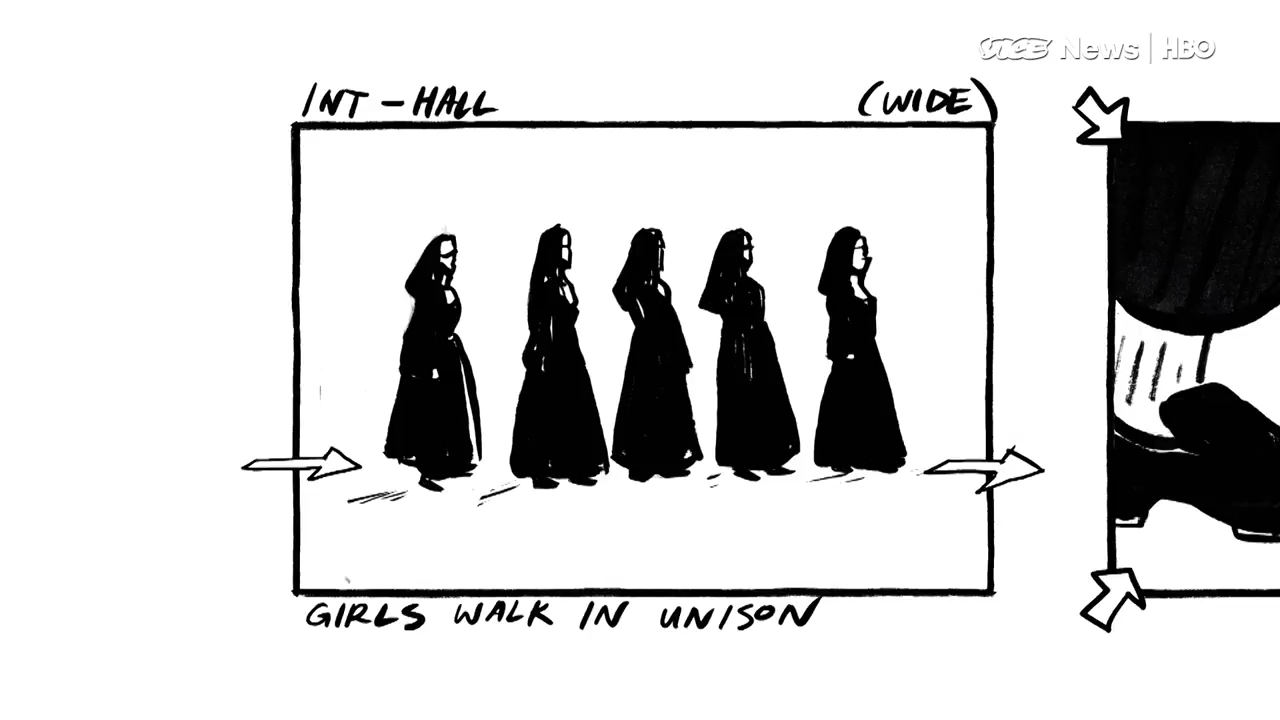 VICE News | HBO
INT - HALL (WIDE)
GIRLS WALK IN UNISON